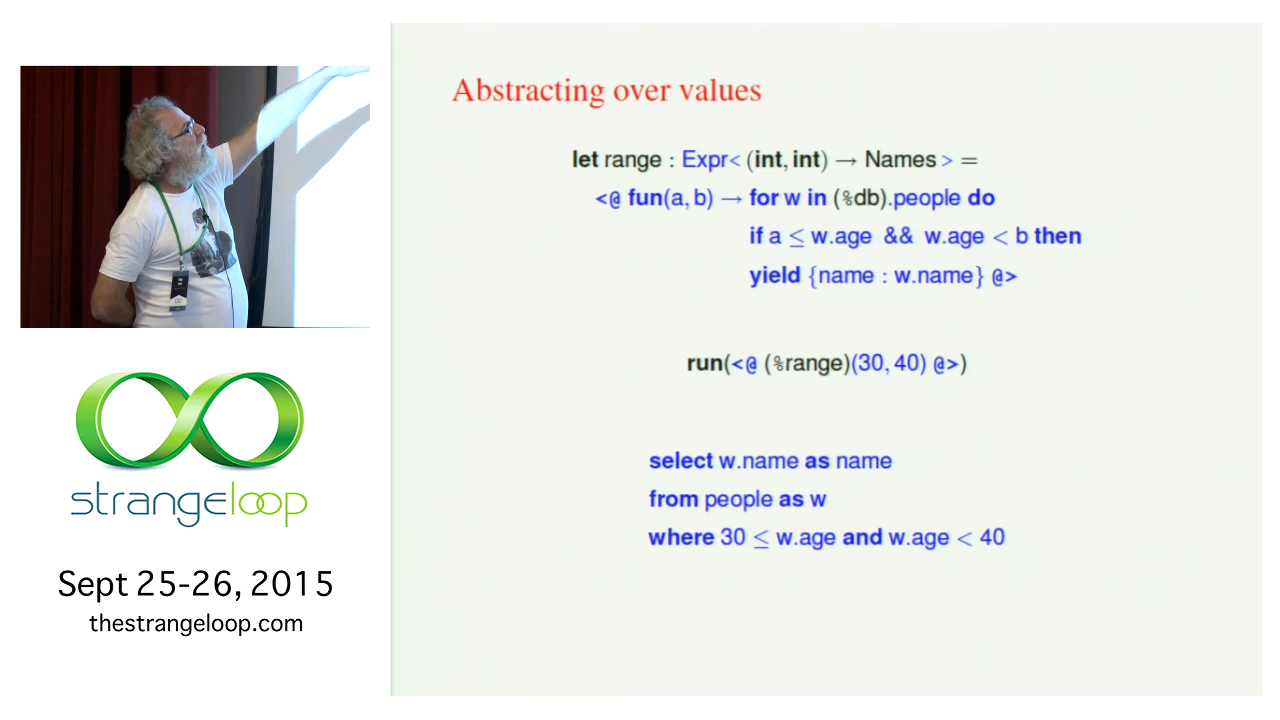 Abstracting over values
let range : Expr< (int, int) → Names > =
<@ fun(a, b) → for w in (%db).people do
if a ≤ w.age && w.age < b then
yield {name : w.name} @>
run(<@ (%range)(30, 40) @>)
select w.name as name
from people as w
where 30 ≤ w.age and w.age < 40
strangeloop
Sept 25-26, 2015
thestrangeloop.com